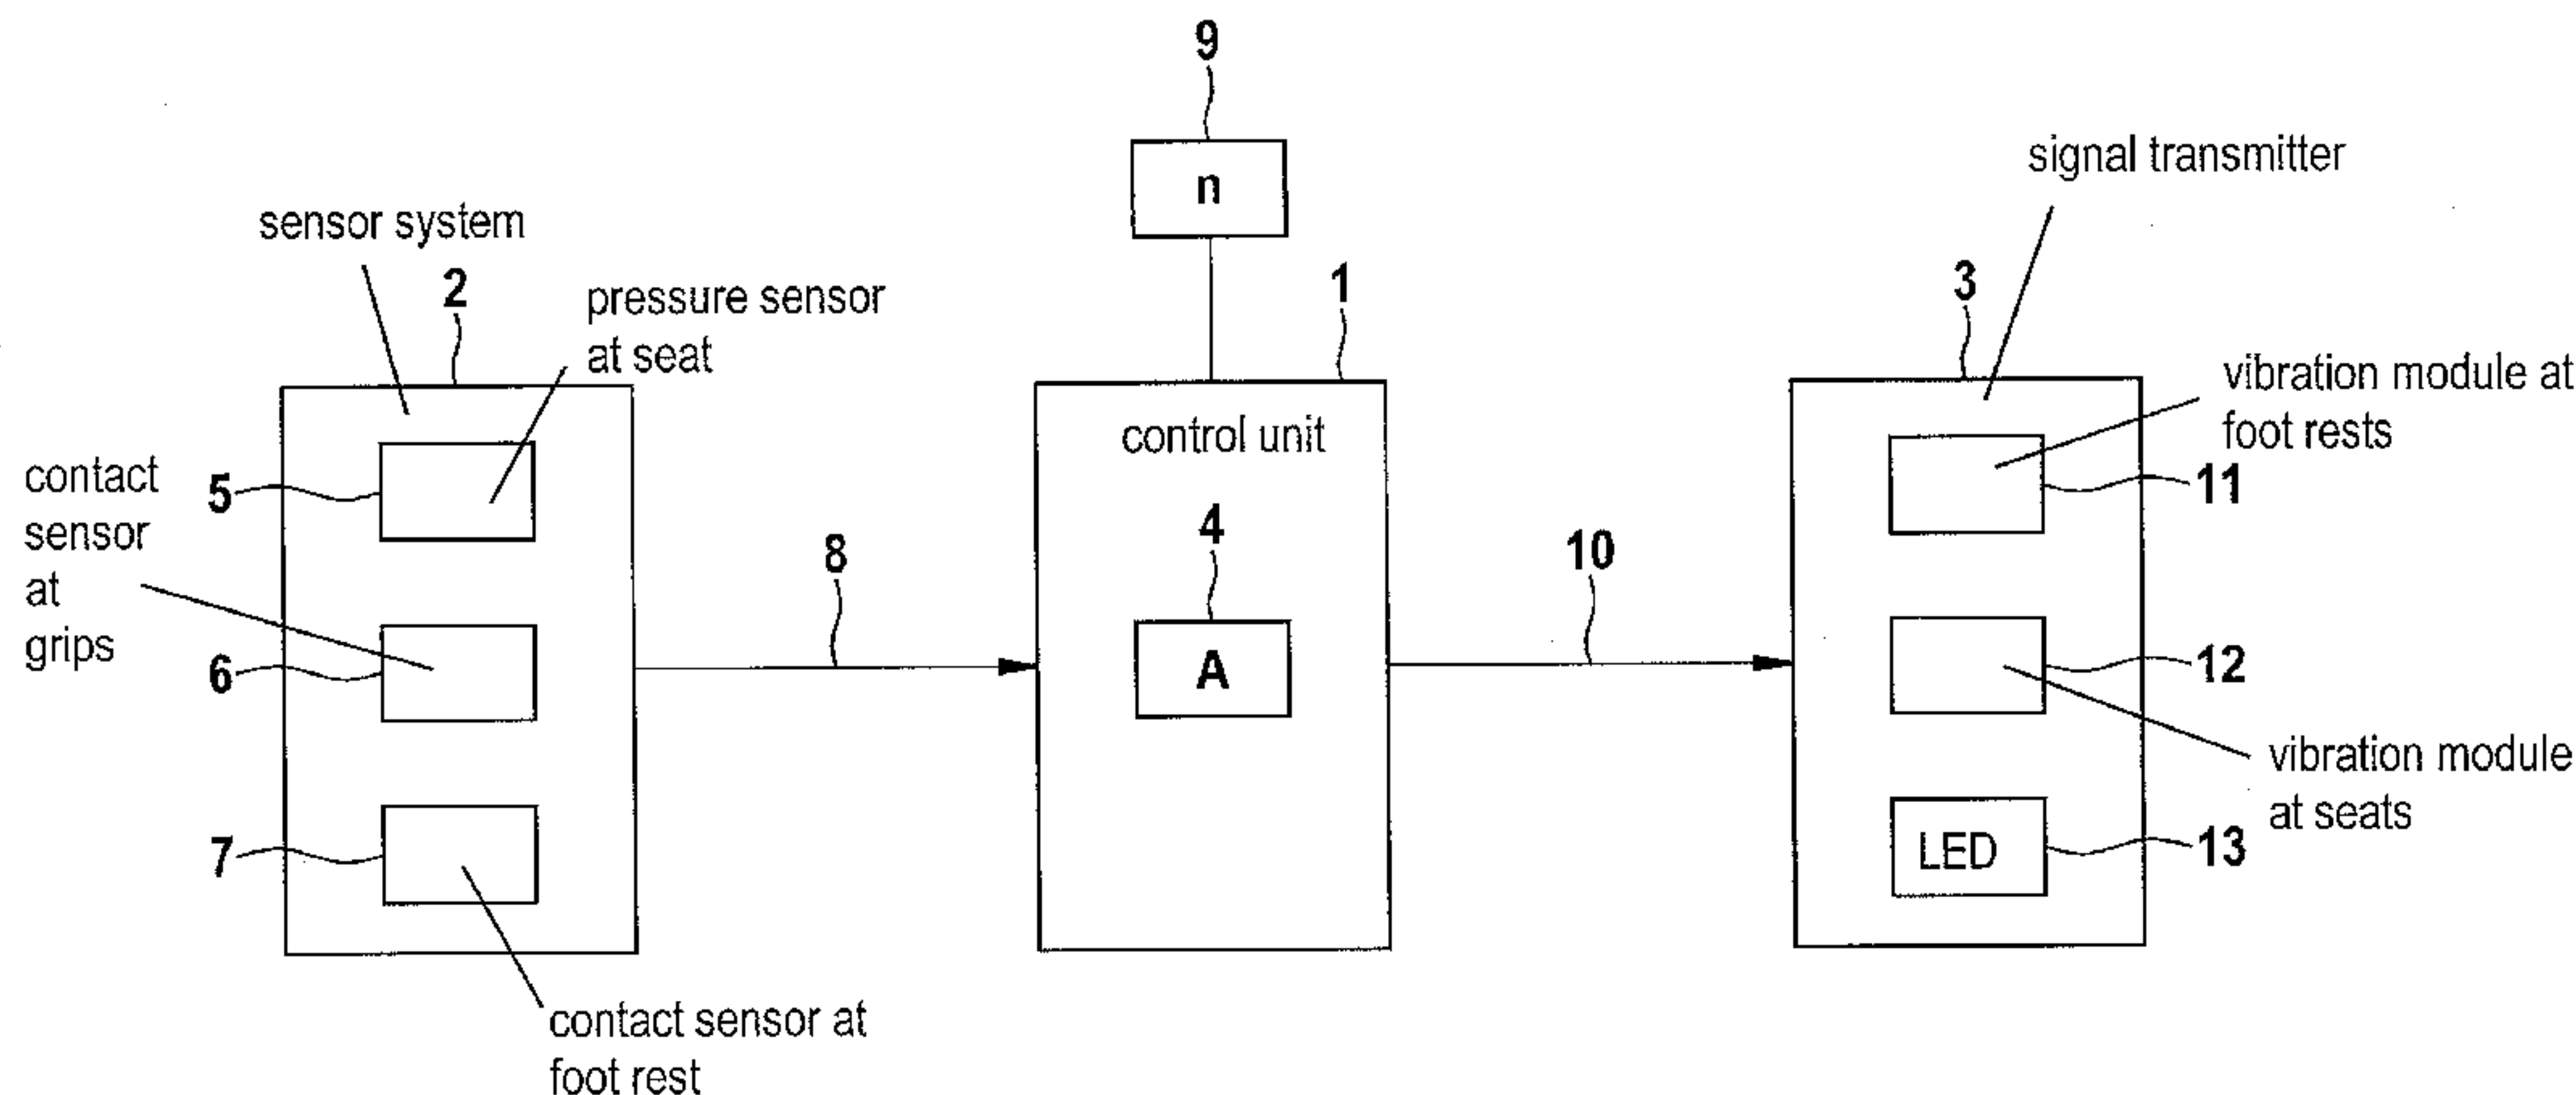 9
n
signal transmitter
sensor system
2
pressure sensor
at seat
1
3
vibration module at
foot rests
control unit
contact
sensor
at
grips
5
11
4
8
10
A
6
12
vibration module
at seats
7
LED
13
contact sensor at
foot rest